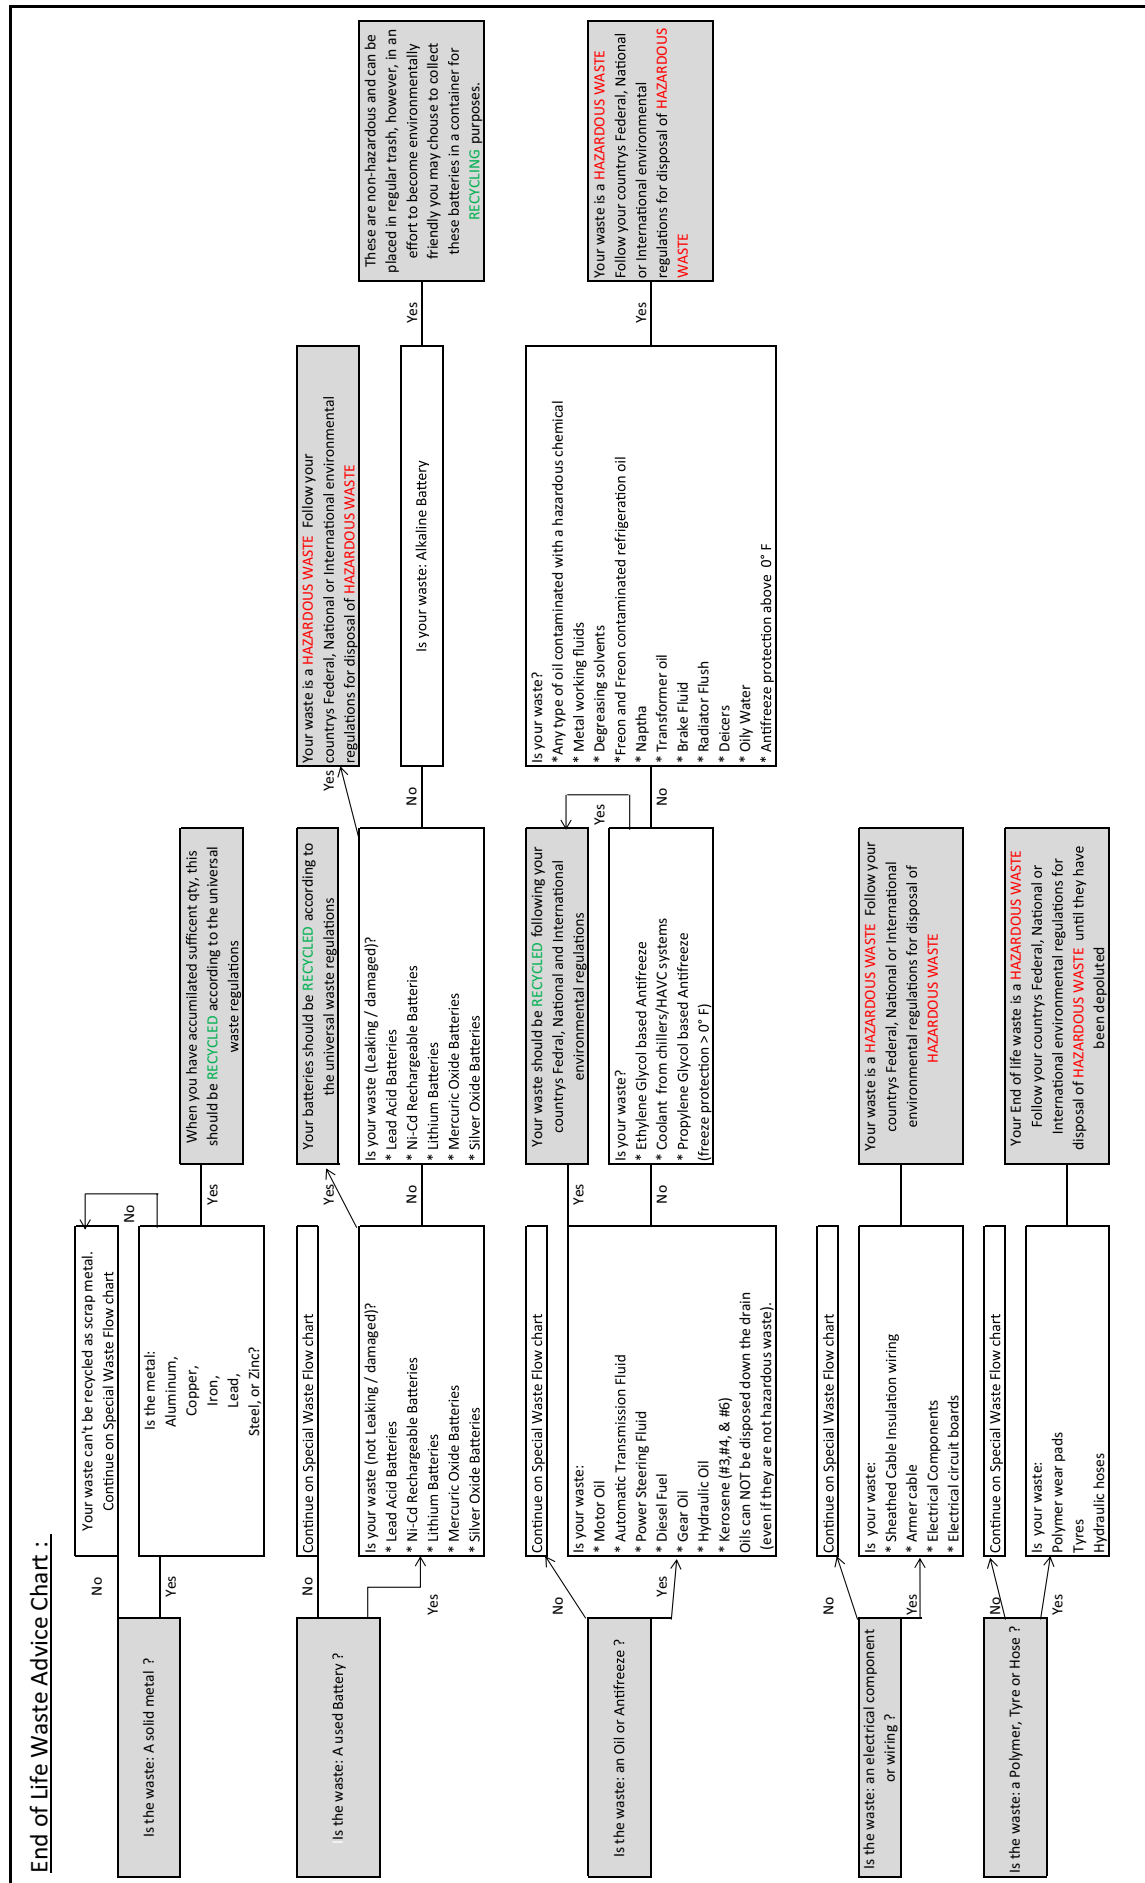 End of Life Waste Advice Chart :
Is the waste: A solid metal ?
No
Yes
Your waste can't be recycled as scrap metal.
Continue on Special Waste Flow chart
Is the metal:
Aluminum,
Copper,
Iron,
Lead,
Steel, or Zinc?
No
Yes
When you have accumilated sufficent qty, this
should be RECYCLED according to the universal
waste regulations
Is the waste: A used Battery ?
No
Yes
Continue on Special Waste Flow chart
Is your waste (not Leaking / damaged)?
* Lead Acid Batteries
* Ni-Cd Rechargeable Batteries
* Lithium Batteries
* Mercuric Oxide Batteries
* Silver Oxide Batteries
Yes
No
Your batteries should be RECYCLED according to
the universal waste regulations
Is your waste (Leaking / damaged)?
* Lead Acid Batteries
* Ni-Cd Rechargeable Batteries
* Lithium Batteries
* Mercuric Oxide Batteries
* Silver Oxide Batteries
Yes
No
Your waste is a HAZARDOUS WASTE Follow your
countrys Federal, National or International environmental
regulations for disposal of HAZARDOUS WASTE
Is your waste: Alkaline Battery
Yes
These are non-hazardous and can be
placed in regular trash, however, in an
effort to become environmentally
friendly you may chouse to collect
these batteries in a container for
RECYCLING purposes.
Is the waste: an Oil or Antifreeze ?
No
Yes
Continue on Special Waste Flow chart
Is your waste:
* Motor Oil
* Automatic Transmission Fluid
* Power Steering Fluid
* Diesel Fuel
* Gear Oil
* Hydraulic Oil
* Kerosene (#3,#4, & #6)
Oils can NOT be disposed down the drain
(even if they are not hazardous waste).
Yes
No
Your waste should be RECYCLED following your
countrys Fedral, National and International
environmental regulations
Is your waste?
* Ethylene Glycol based Antifreeze
* Coolant from chillers/HAVC systems
* Propylene Glycol based Antifreeze
(freeze protection > 0° F)
Yes
No
Is your waste?
*Any type of oil contaminated with a hazardous chemical
* Metal working fluids
* Degreasing solvents
*Freon and Freon contaminated refrigeration oil
* Naptha
* Transformer oil
* Brake Fluid
* Radiator Flush
* Deicers
* Oily Water
* Antifreeze protection above 0° F
Yes
Your waste is a HAZARDOUS WASTE
Follow your countrys Federal, National
or International environmental
regulations for disposal of HAZARDOUS
WASTE
Is the waste: an electrical component
or wiring ?
No
Yes
Continue on Special Waste Flow chart
Is your waste:
* Sheathed Cable Insulation wiring
* Armer cable
* Electrical Components
* Electrical circuit boards
Your waste is a HAZARDOUS WASTE Follow your
countrys Federal, National or International
environmental regulations for disposal of
HAZARDOUS WASTE
Is the waste: a Polymer, Tyre or Hose ?
No
Yes
Continue on Special Waste Flow chart
Is your waste:
Polymer wear pads
Tyres
Hydraulic hoses
Your End of life waste is a HAZARDOUS WASTE
Follow your countrys Federal, National or
International environmental regulations for
disposal of HAZARDOUS WASTE until they have
been depoluted